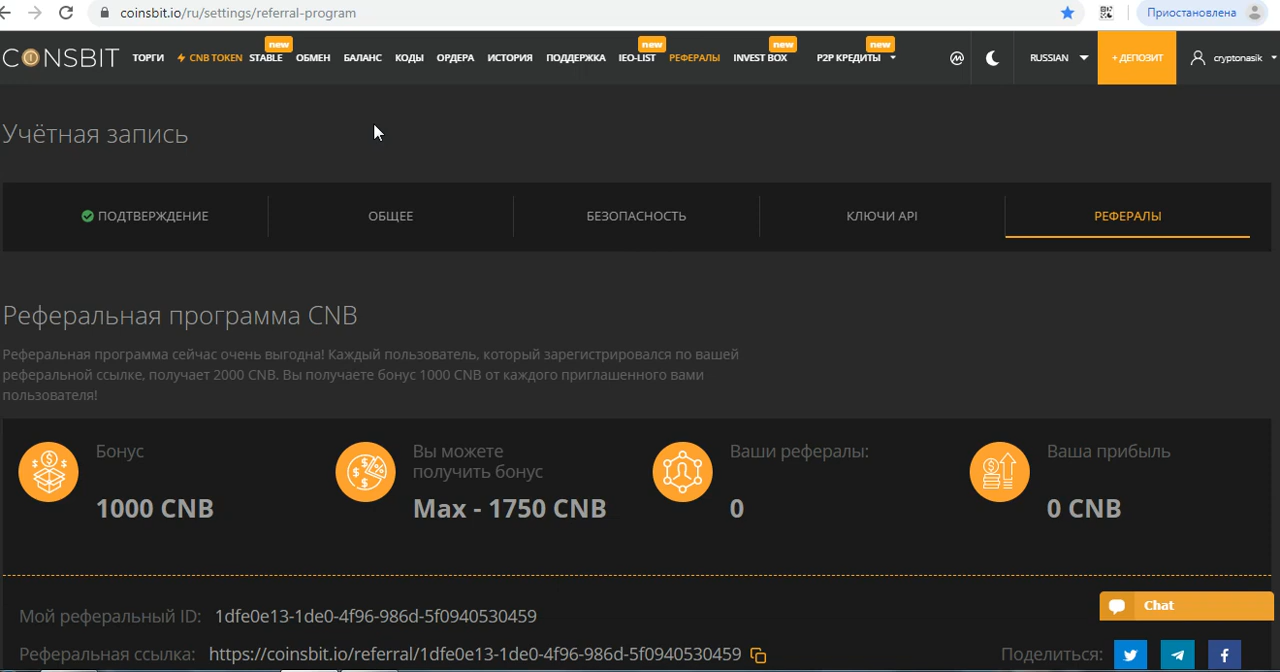 coinsbit.io/ru/settings/referral-program
Приостановлена
COINSBIT
ТОРГИ
CNB TOKEN
new
STABLE
ОБМЕН
БАЛАНС
КОДЫ
ОРДЕРА
ИСТОРИЯ
ПОДДЕРЖКА
new
IEO-LIST
РЕФЕРАЛЫ
new
INVEST BOX
new
P2P КРЕДИТЫ
RUSSIAN
+ ДЕПОЗИТ
cryptonasik
Учётная запись
ПОДТВЕРЖДЕНИЕ
ОБЩЕЕ
БЕЗОПАСНОСТЬ
КЛЮЧИ API
РЕФЕРАЛЫ
Реферальная программа CNB
Реферальная программа сейчас очень выгодна! Каждый пользователь, который зарегистрировался по вашей
реферальной ссылке, получает 2000 CNB. Вы получаете бонус 1000 CNB от каждого приглашенного вами
пользователя!
Бонус
1000 CNB
Вы можете
получить бонус
Max - 1750 CNB
Ваши рефералы:
0
Ваша прибыль
0 CNB
Мой реферальный ID: 1dfe0e13-1de0-4f96-986d-5f0940530459
Chat
Реферальная ссылка: https://coinsbit.io/referral/1dfe0e13-1de0-4f96-986d-5f0940530459
Поделиться: